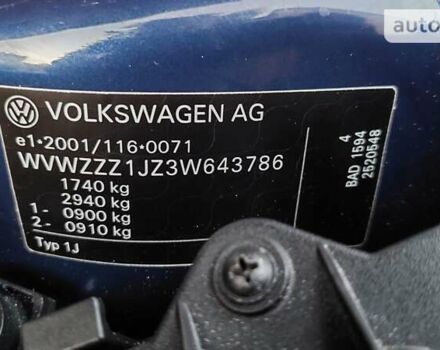 auto
VOLKSWAGEN AG
e1•2001/116•0071
WVWZZZ1JZ3W643786
1740 kg
2940 kg
1- 0900 kg
2- 0910 kg
Typ 1J
4
BAD 1594
2520548